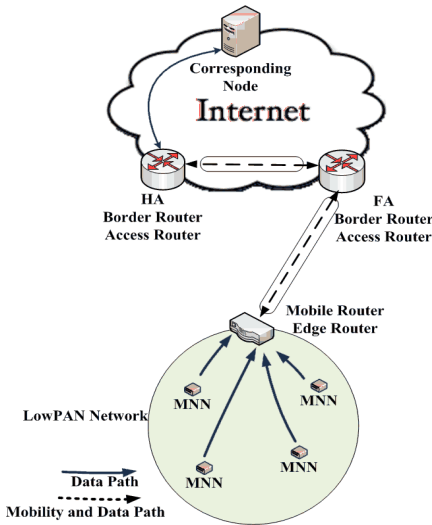 Corresponding
Node
Internet
HA
Border Router
Access Router
FA
Border Router
Access Router
Mobile Router
Edge Router
MNN
MNN
LowPAN Network
MNN
MNN
Data Path
Mobility and Data Path